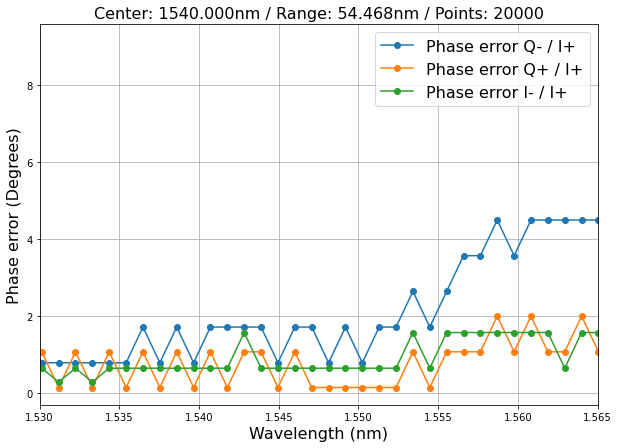 Center: 1540.000nm / Range: 54.468nm / Points: 20000
Phase error Q- / I+
Phase error Q+ / I+
Phase error I- / I+
Phase error (Degrees)
8
6
4
2
0
1.530 1.535 1.540 1.545 1.550 1.555 1.560 1.565
Wavelength (nm)